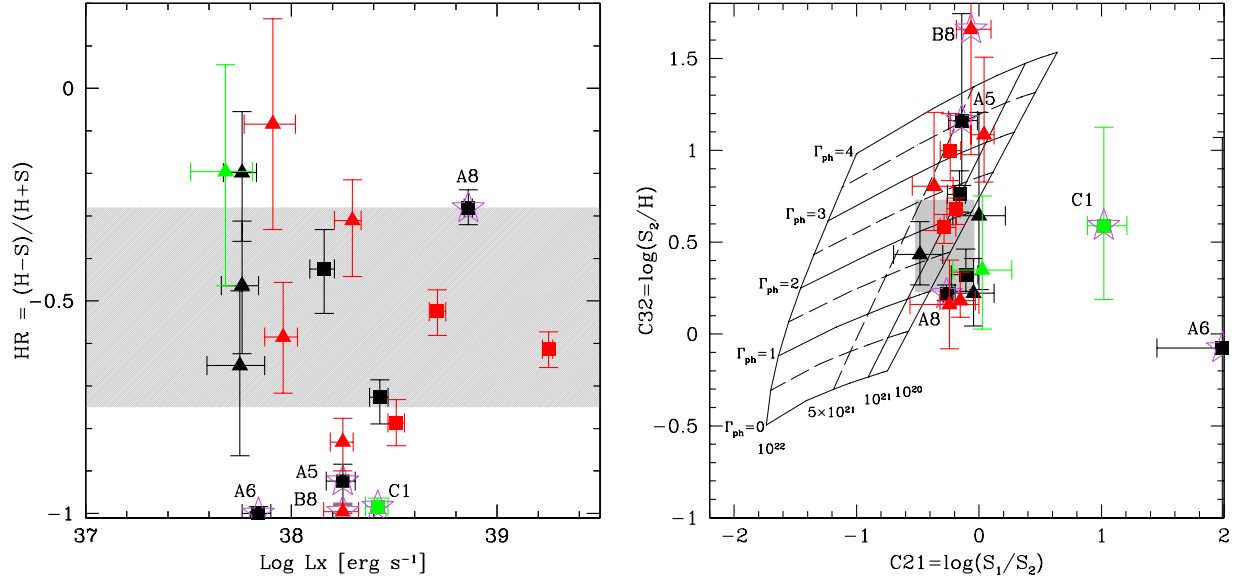 0
−0.5
−1
37
38
39
HR = (H−S)/(H+S)
Log Lx [erg s⁻¹]
A8
A5
A6
B8
C1
1.5
1
0.5
0
−0.5
−1
−2
−1
0
1
2
C32=log(S₂/H)
C21=log(S₁/S₂)
B8
A5
Γph=4
Γph=3
C1
Γph=2
A8
A6
Γph=1
Γph=0
10²²
5×10²¹
10²¹
10²⁰